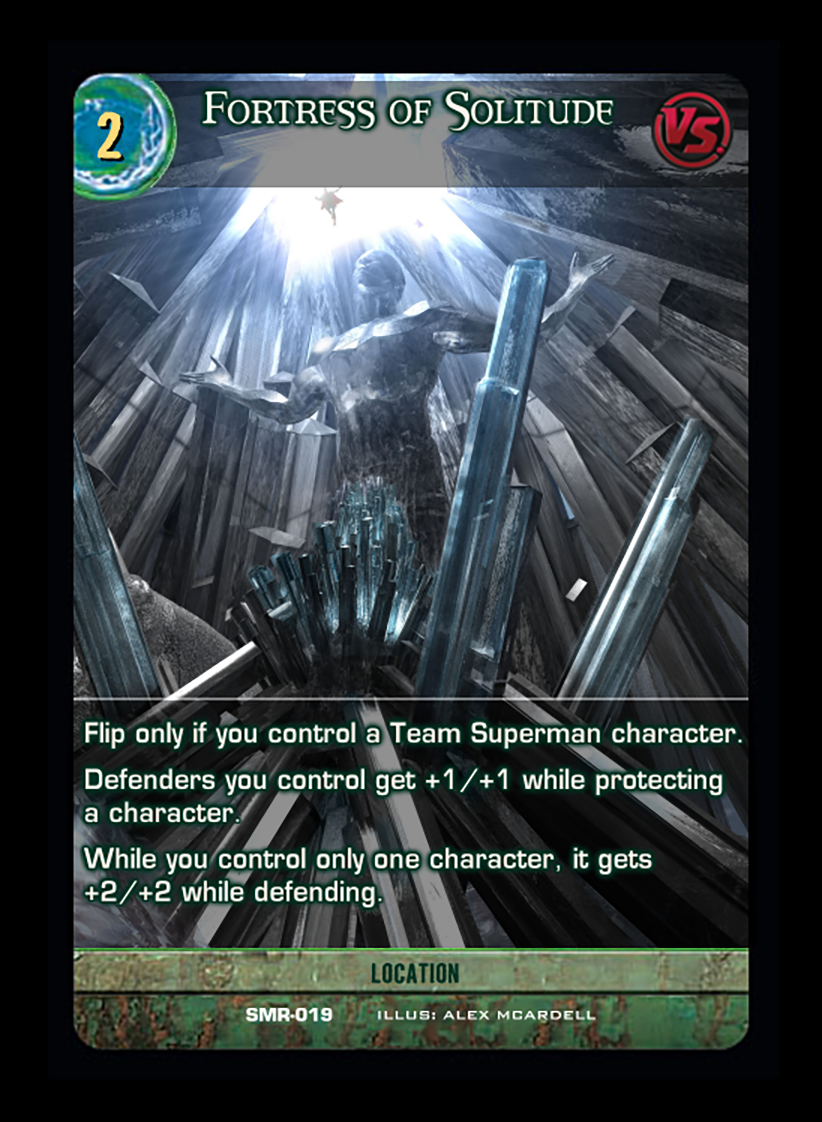 2
Fortress of Solitude
VS.
Flip only if you control a Team Superman character.
Defenders you control get +1/+1 while protecting
a character.
While you control only one character, it gets
+2/+2 while defending.
LOCATION
SMR-019 ILLUS: ALEX MCARDELL